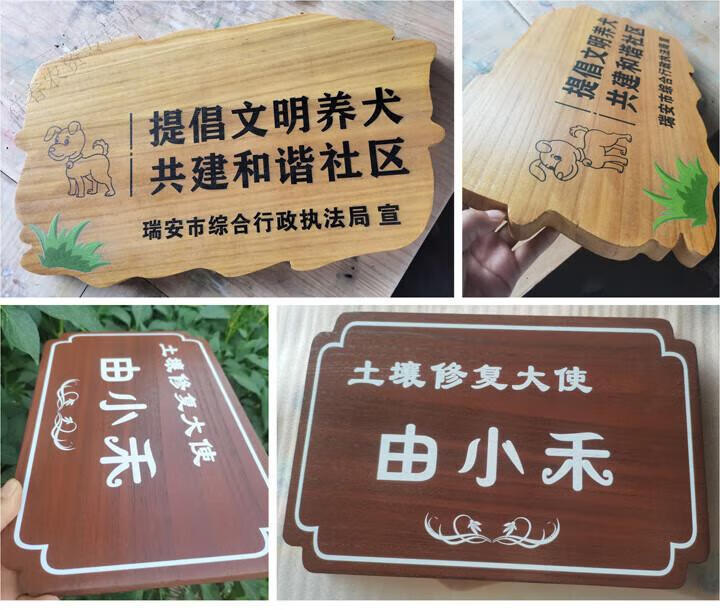 提倡文明养犬
共建和谐社区
瑞安市综合行政执法局 宣
提倡文明养犬
共建和谐社区
瑞安市综合行政执法局 宣
土壤修复大使
由小禾
土壤修复大使
由小禾